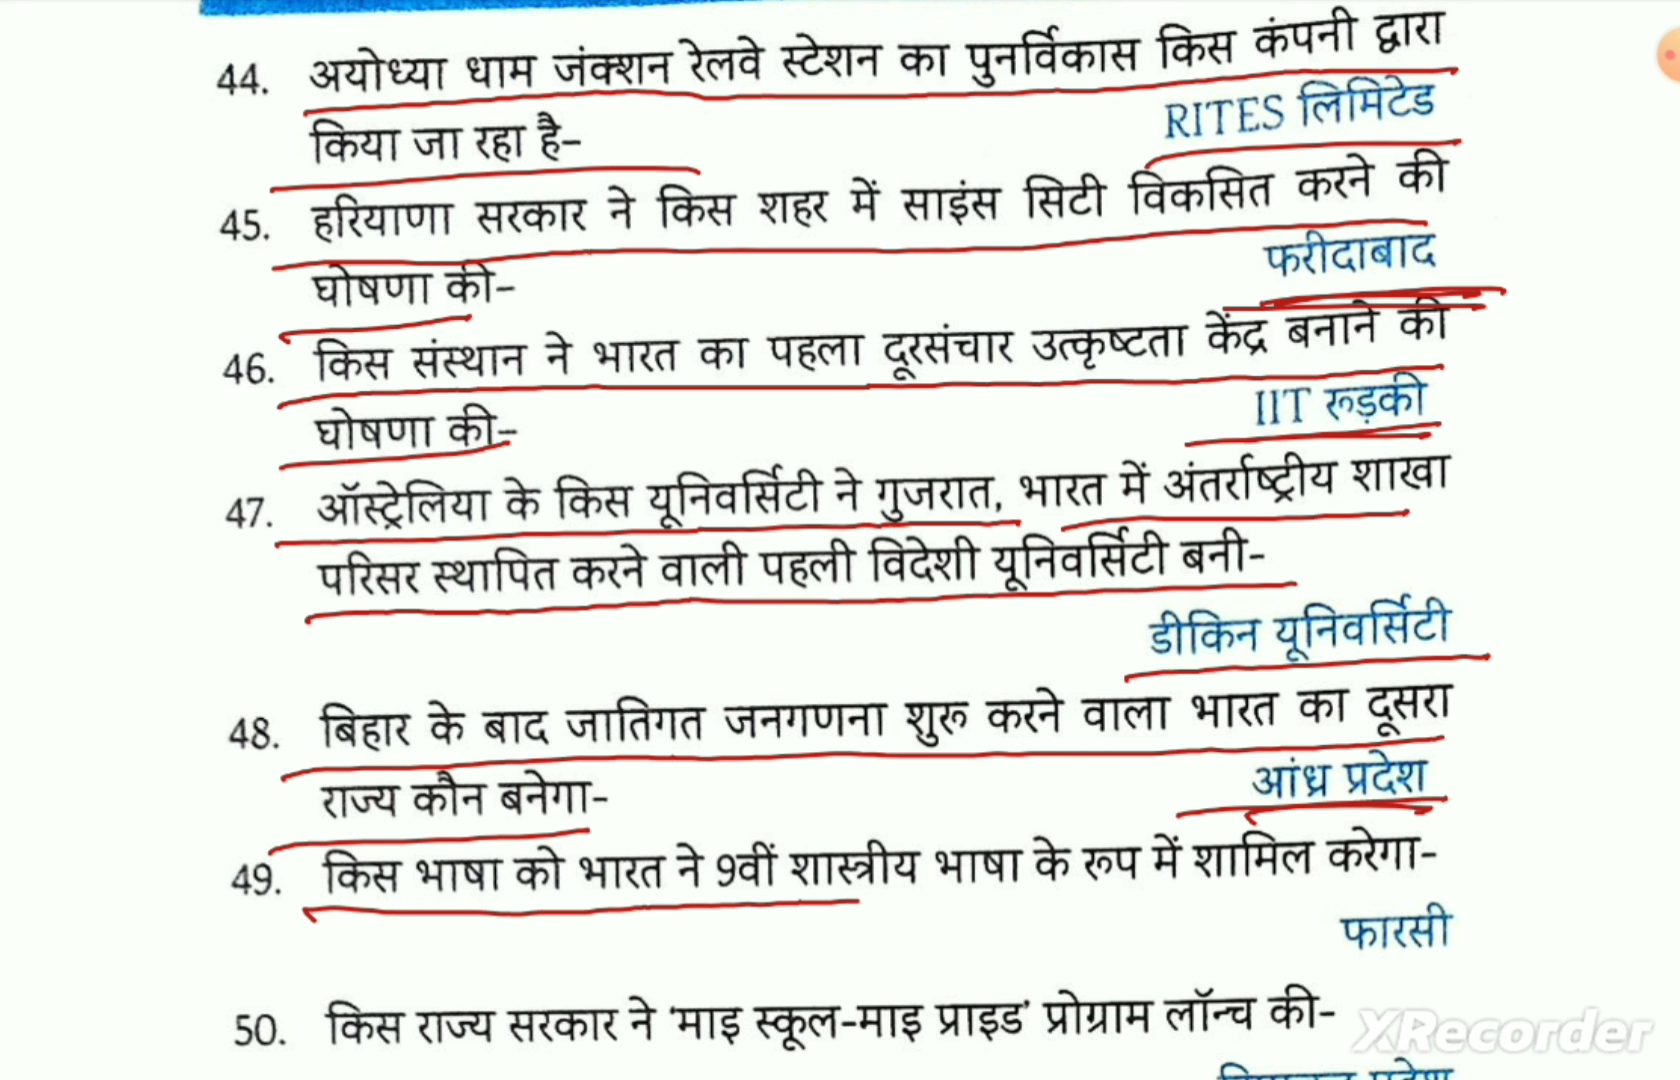 44. अयोध्या धाम जंक्शन रेलवे स्टेशन का पुनर्विकास किस कंपनी द्वारा
किया जा रहा है- RITES लिमिटेड
45. हरियाणा सरकार ने किस शहर में साइंस सिटी विकसित करने की
घोषणा की- फरीदाबाद
46. किस संस्थान ने भारत का पहला दूरसंचार उत्कृष्टता केंद्र बनाने की
घोषणा की- IIT रूड़की
47. ऑस्ट्रेलिया के किस यूनिवर्सिटी ने गुजरात, भारत में अंतर्राष्ट्रीय शाखा
परिसर स्थापित करने वाली पहली विदेशी यूनिवर्सिटी बनी-
डीकिन यूनिवर्सिटी
48. बिहार के बाद जातिगत जनगणना शुरू करने वाला भारत का दूसरा
राज्य कौन बनेगा- आंध्र प्रदेश
49. किस भाषा को भारत ने 9वीं शास्त्रीय भाषा के रूप में शामिल करेगा-
फारसी
50. किस राज्य सरकार ने 'माइ स्कूल-माइ प्राइड' प्रोग्राम लॉन्च की-
XRecorder